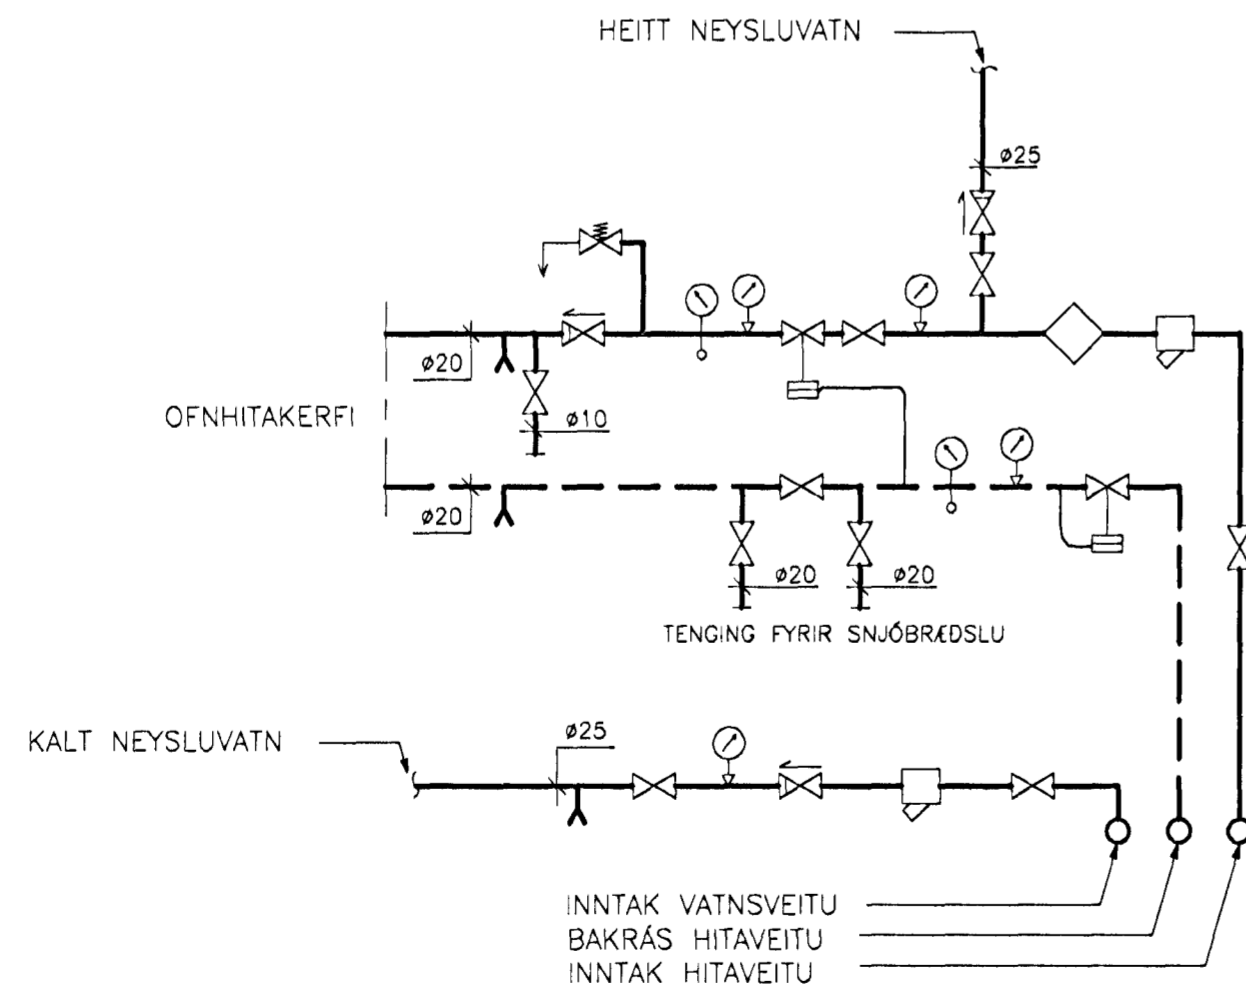 HEITT NEYSLUVATN
ø25
ø20
ø10
OFNHITAKERFI
ø20
ø20
ø20
TENGING FYRIR SNJÓBRÆDSLU
ø25
KALT NEYSLUVATN
INNTAK VATNSVEITU
BAKRÁS HITAVEITU
INNTAK HITAVEITU